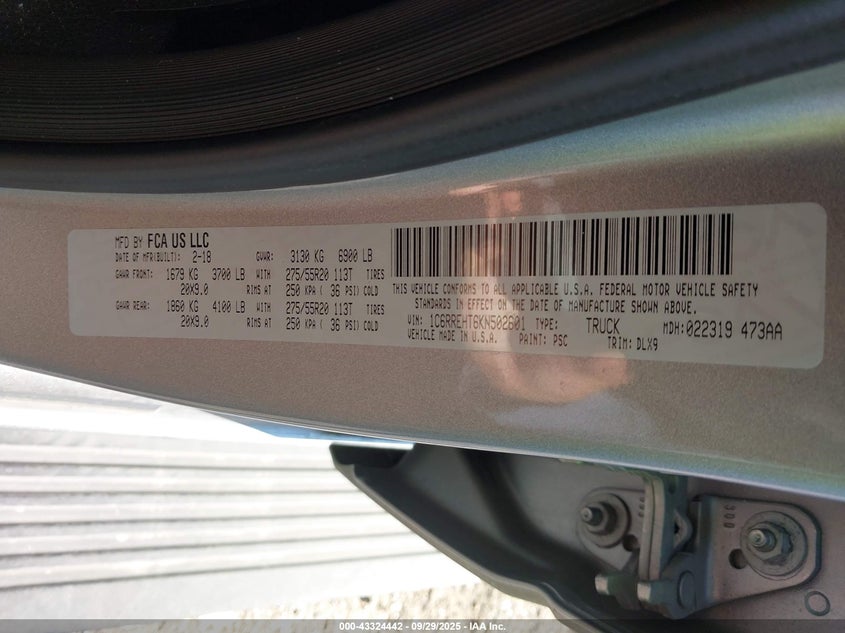 MFD BY FCA US LLC
DATE OF MFR(BUILT): 2-18 GVWR: 3130 KG 6900 LB
GAWR FRONT: 1679 KG 3700 LB WITH 275/55R20 113T TIRES
20X9.0 RIMS AT 250 KPA ( 36 PSI) COLD
GAWR REAR: 1860 KG 4100 LB WITH 275/55R20 113T TIRES
20X9.0 RIMS AT 250 KPA ( 36 PSI) COLD
THIS VEHICLE CONFORMS TO ALL APPLICABLE U.S.A. FEDERAL MOTOR VEHICLE SAFETY
STANDARDS IN EFFECT ON THE DATE OF MANUFACTURE SHOWN ABOVE.
VIN: 1C6RREHT6KN502601 TYPE: TRUCK MDH:022319 473AA
VEHICLE MADE IN U.S.A. PAINT: PSC TRIM: DLX9
000-43324442 - 09/29/2025 - IAA Inc.